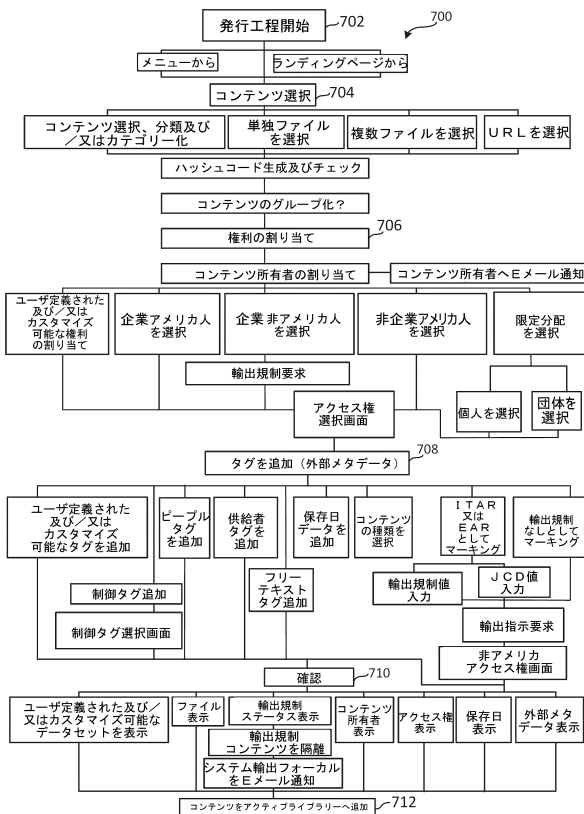 発行工程開始
702
700
メニューから
ランディングページから
コンテンツ選択
704
コンテンツ選択、分類及び
／又はカテゴリー化
単独ファイル
を選択
複数ファイルを選択
ＵＲＬを選択
ハッシュコード生成及びチェック
コンテンツのグループ化？
706
権利の割り当て
コンテンツ所有者の割り当て
コンテンツ所有者へＥメール通知
ユーザ定義された
及び／又は
カスタマイズ
可能な権利
の割り当て
企業アメリカ人
を選択
企業 非アメリカ人
を選択
非企業アメリカ人
を選択
限定分配
を選択
輸出規制要求
アクセス権
選択画面
個人を選択
団体を
選択
708
タグを追加（外部メタデータ）
ユーザ定義された
及び／又は
カスタマイズ
可能なタグを追加
ピープル
タグ
を追加
供給者
タグを
追加
保存日
データを
追加
コンテンツ
の種類を
選択
ＩＴＡＲ
又は
ＥＡＲ
として
マーキング
輸出規制
なしとして
マーキング
制御タグ追加
フリー
テキスト
タグ追加
輸出規制値
入力
ＪＣＤ値
入力
制御タグ選択画面
輸出指示要求
非アメリカ
アクセス権画面
確認
710
ユーザ定義された及び／
又はカスタマイズ可能な
データセットを表示
ファイル
表示
輸出規制
ステータス表示
コンテンツ
所有者
表示
アクセス権
表示
保存日
表示
外部メタ
データ表示
輸出規制
コンテンツを隔離
システム輸出フォーカル
をＥメール通知
コンテンツをアクティブライブラリーへ追加
712